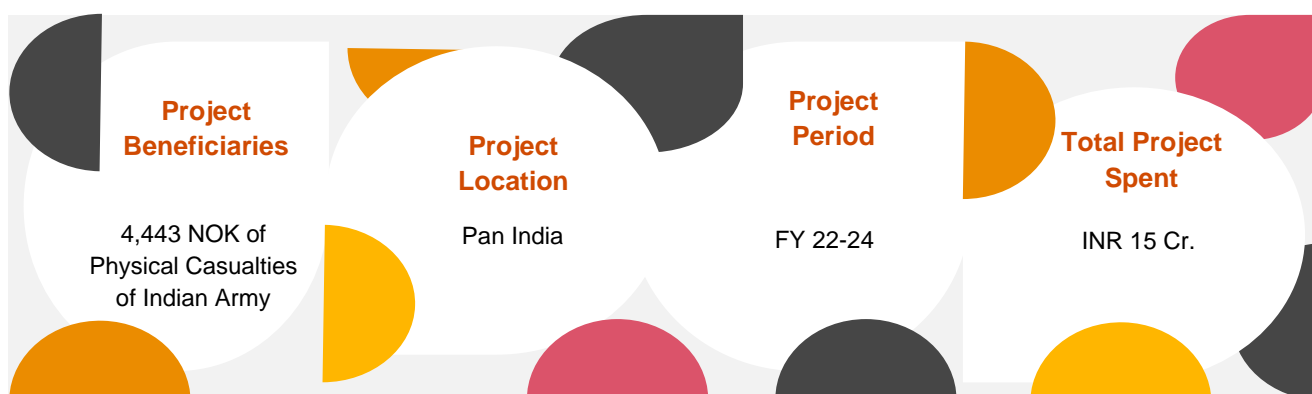 Project
Beneficiaries
4,443 NOK of
Physical Casualties
of Indian Army
Project
Location
Pan India
Project
Period
FY 22-24
Total Project
Spent
INR 15 Cr.